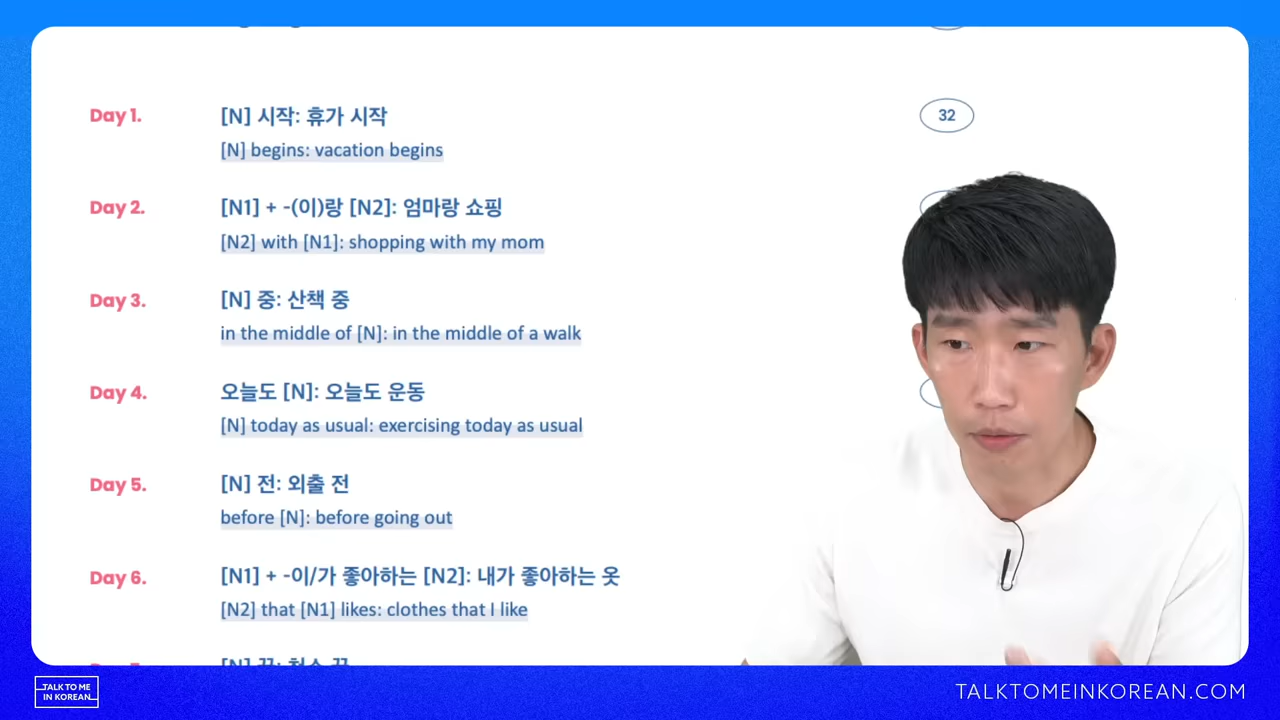 Day 1.
[N] 시작: 휴가 시작
32
[N] begins: vacation begins
Day 2.
[N1] + -(이)랑 [N2]: 엄마랑 쇼핑
[N2] with [N1]: shopping with my mom
Day 3.
[N] 중: 산책 중
in the middle of [N]: in the middle of a walk
Day 4.
오늘도 [N]: 오늘도 운동
[N] today as usual: exercising today as usual
Day 5.
[N] 전: 외출 전
before [N]: before going out
Day 6.
[N1] + -이/가 좋아하는 [N2]: 내가 좋아하는 옷
[N2] that [N1] likes: clothes that I like
TALK TO ME
IN KOREAN
TALKTOMEINKOREAN.COM